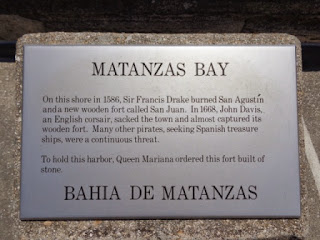 MATANZAS BAY
On this shore in 1586, Sir Francis Drake burned San Agustín
and a new wooden fort called San Juan. In 1668, John Davis,
an English corsair, sacked the town and almost captured its
wooden fort. Many other pirates, seeking Spanish treasure
ships, were a continuous threat.
To hold this harbor, Queen Mariana ordered this fort built of
stone.
BAHIA DE MATANZAS